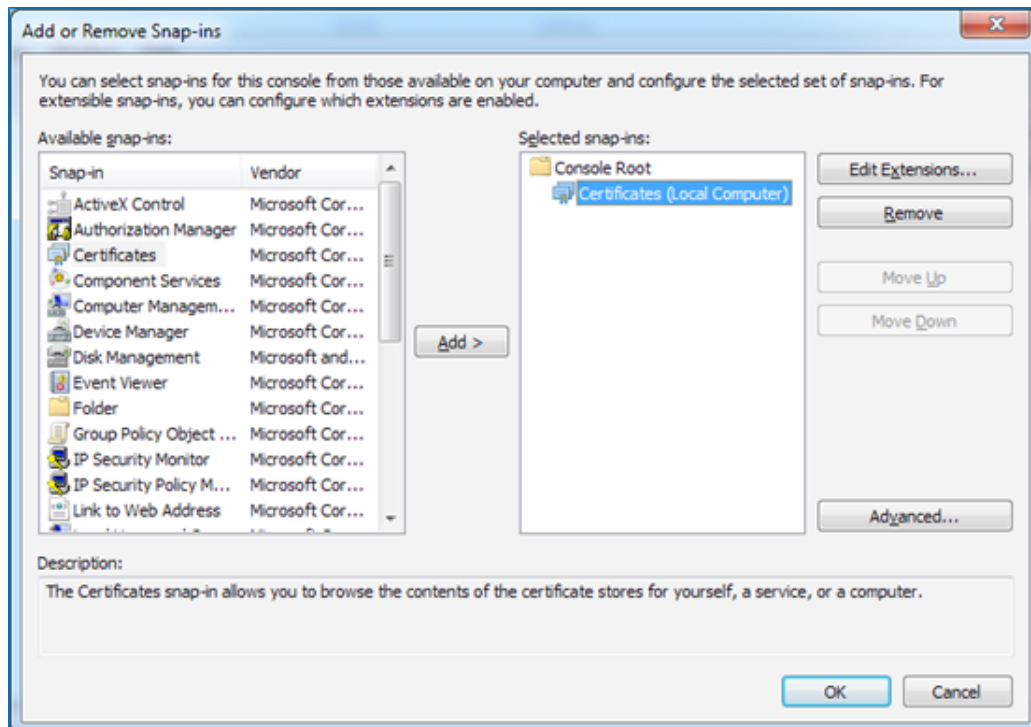 Add or Remove Snap-ins
You can select snap-ins for this console from those available on your computer and configure the selected set of snap-ins. For
extensible snap-ins, you can configure which extensions are enabled.
Available snap-ins:
Snap-in Vendor
ActiveX Control Microsoft Cor...
Authorization Manager Microsoft Cor...
Certificates Microsoft Cor...
Component Services Microsoft Cor...
Computer Managem... Microsoft Cor...
Device Manager Microsoft Cor...
Disk Management Microsoft and...
Event Viewer Microsoft Cor...
Folder Microsoft Cor...
Group Policy Object ... Microsoft Cor...
IP Security Monitor Microsoft Cor...
IP Security Policy M... Microsoft Cor...
Link to Web Address Microsoft Cor...
Add >
Selected snap-ins:
Console Root
Certificates (Local Computer)
Edit Extensions...
Remove
Move Up
Move Down
Advanced...
Description:
The Certificates snap-in allows you to browse the contents of the certificate stores for yourself, a service, or a computer.
OK Cancel